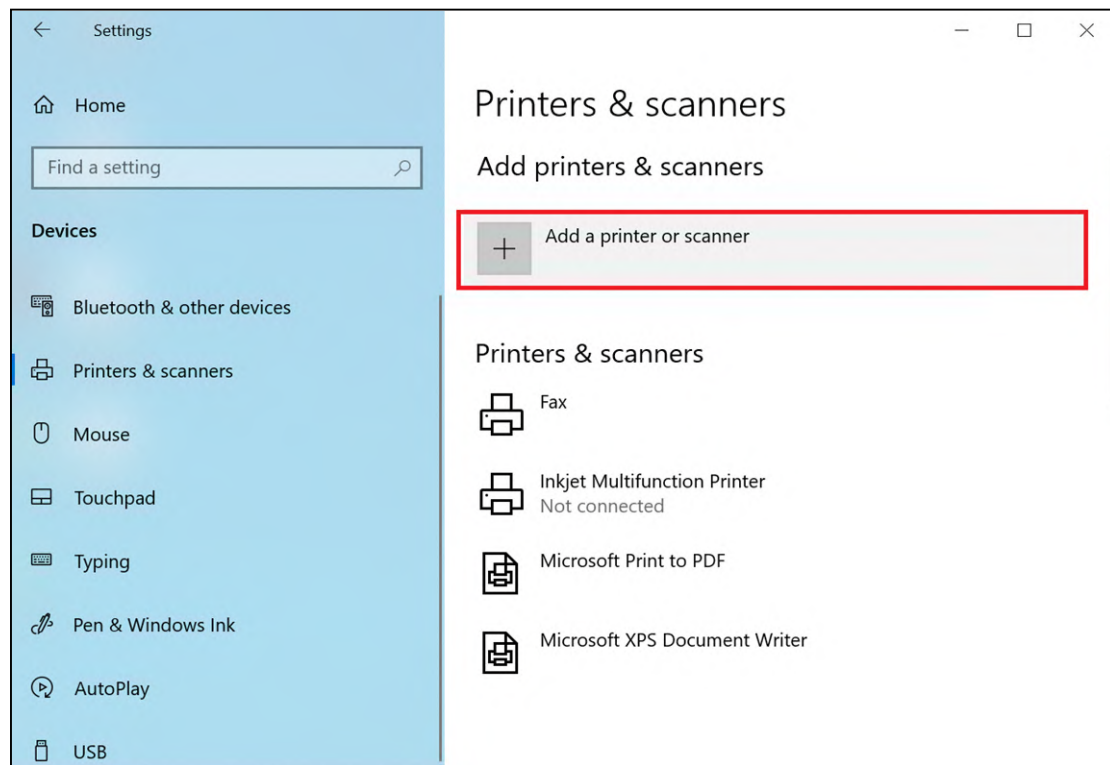 Settings
Home
Find a setting
Devices
Bluetooth & other devices
Printers & scanners
Mouse
Touchpad
Typing
Pen & Windows Ink
AutoPlay
USB
Printers & scanners
Add printers & scanners
Add a printer or scanner
Printers & scanners
Fax
Inkjet Multifunction Printer
Not connected
Microsoft Print to PDF
Microsoft XPS Document Writer